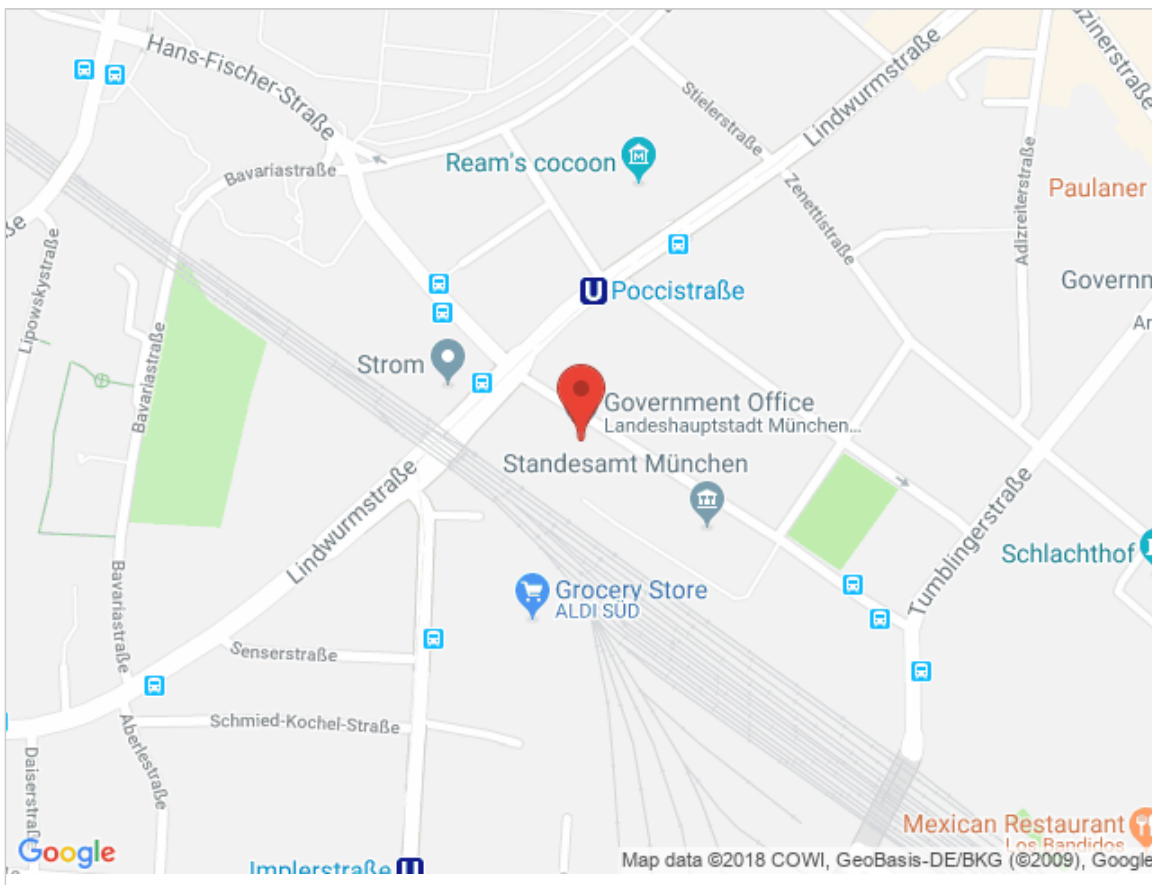 Hans-Fischer-Straße
Lindwurmstraße
Stielerstraße
Ream's cocoon
Bavariastraße
Zenettistraße
Adlzreiterstraße
Paulaner
Lipowskystraße
Poccistraße
Governm
Bavariastraße
Strom
Government Office
Landeshauptstadt München...
Standesamt München
Lindwurmstraße
Tumblingerstraße
Schlachthof
Grocery Store
ALDI SÜD
Bavariastraße
Senserstraße
Schmied-Kochel-Straße
Aberlestraße
Mexican Restaurant
Los Bandidos
Google
Implerstraße
Map data ©2018 COWI, GeoBasis-DE/BKG (©2009), Google